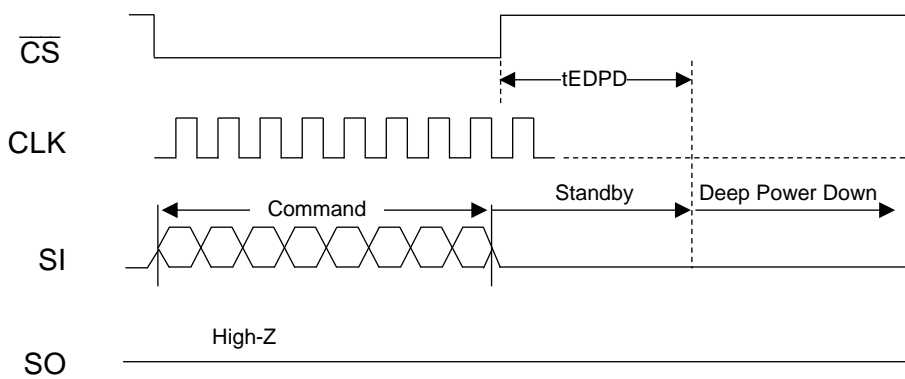 CS
tEDPD
CLK
Command
Standby
Deep Power Down
SI
High-Z
SO